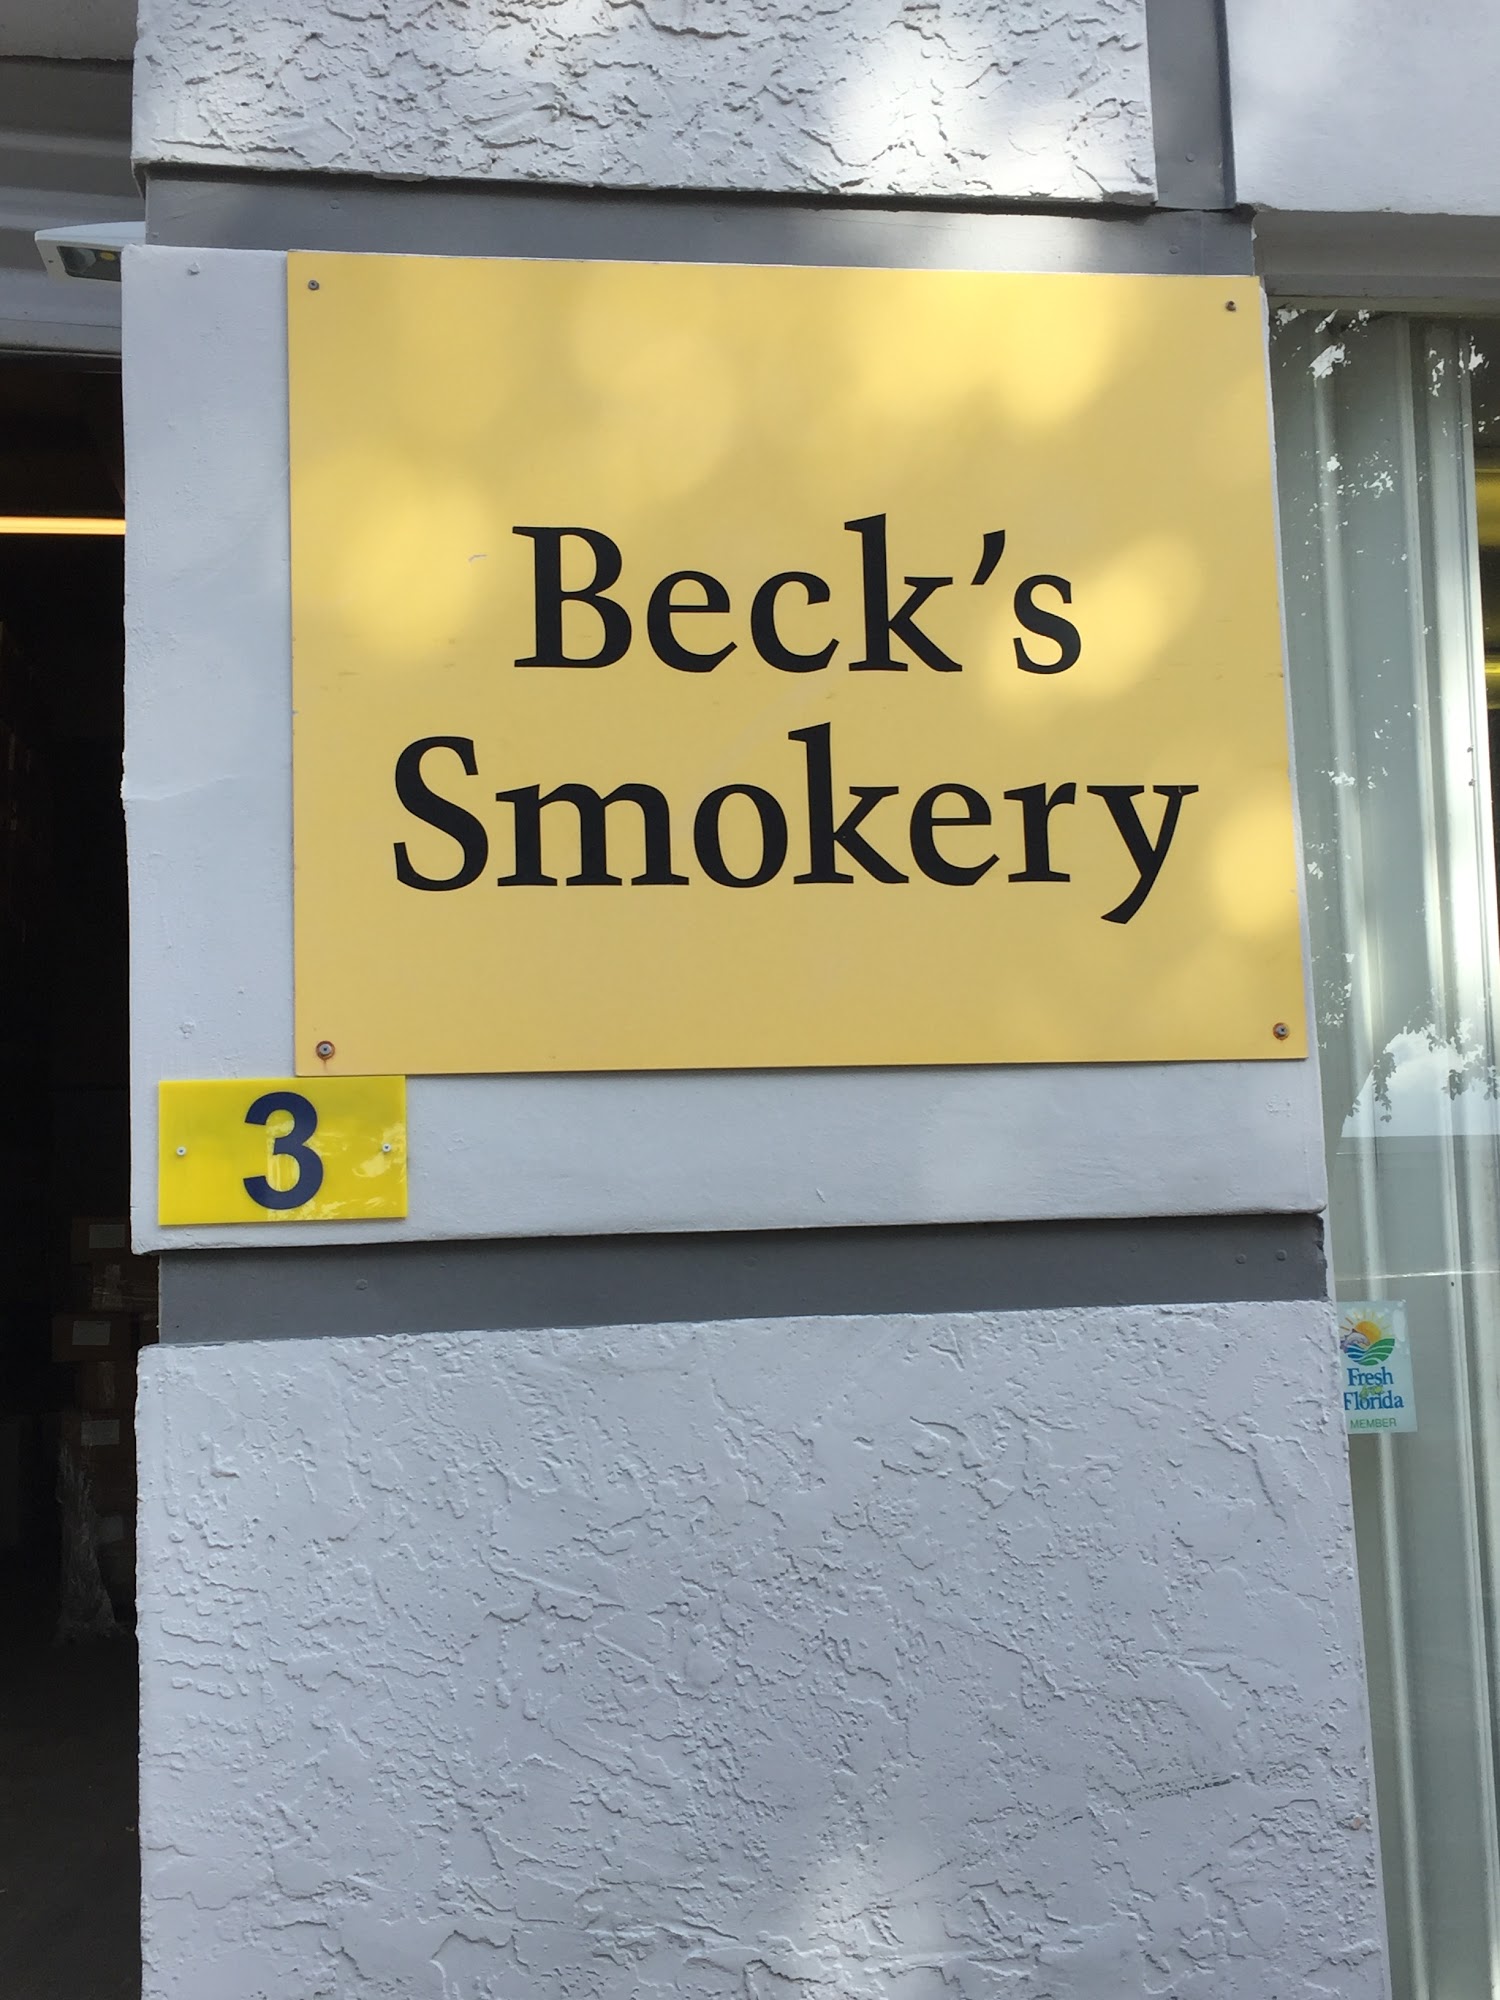 Beck's
Smokery
3
Fresh
Florida
MEMBER